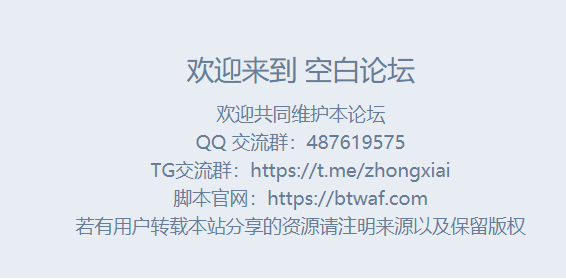 欢迎来到 空白论坛
欢迎共同维护本论坛
QQ 交流群：487619575
TG交流群：https://t.me/zhongxiai
脚本官网：https://btwaf.com
若有用户转载本站分享的资源请注明来源以及保留版权